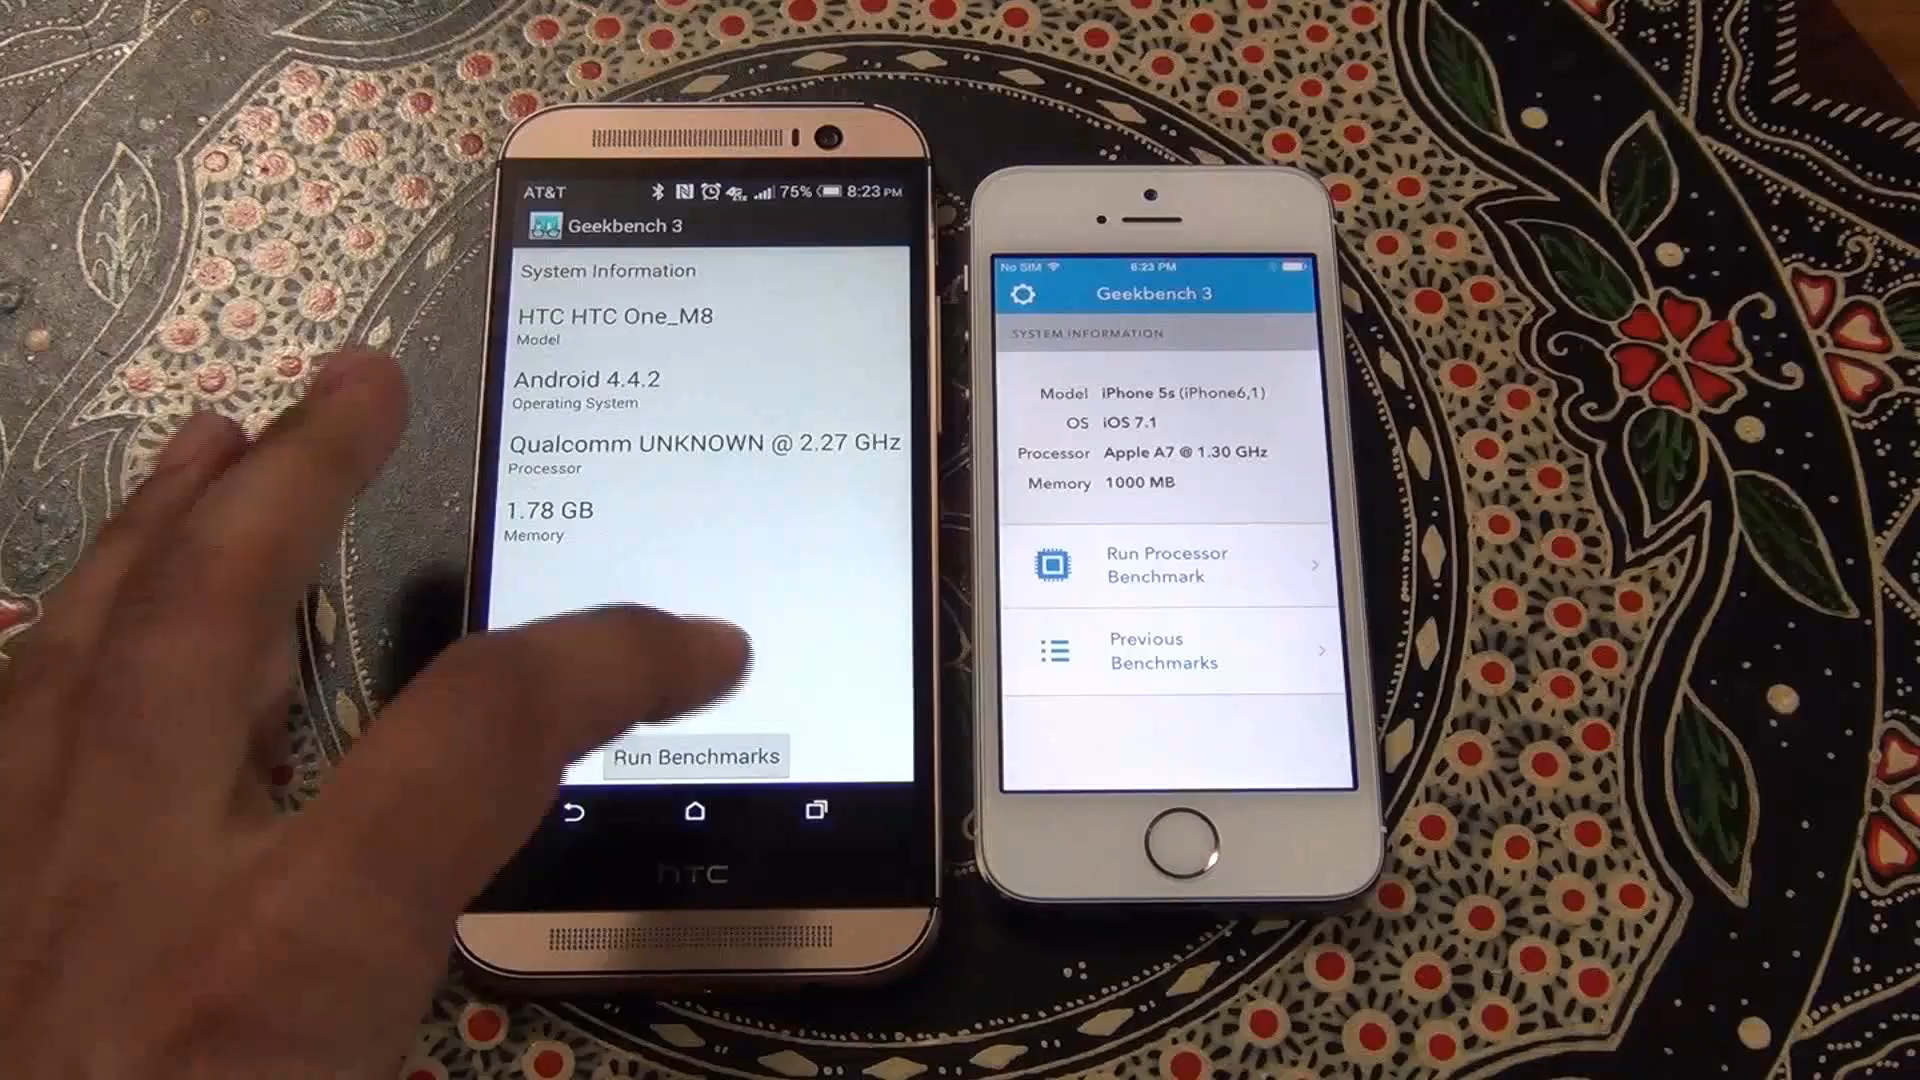 AT&T 4G LTE 75% 8:23 PM
Geekbench 3
System Information
HTC HTC One_M8
Model
Android 4.4.2
Operating System
Qualcomm UNKNOWN @ 2.27 GHz
Processor
1.78 GB
Memory
Run Benchmarks
hTC
No SIM 8:23 PM
Geekbench 3
SYSTEM INFORMATION
Model iPhone 5s (iPhone6,1)
OS iOS 7.1
Processor Apple A7 @ 1.30 GHz
Memory 1000 MB
Run Processor
Benchmark
Previous
Benchmarks